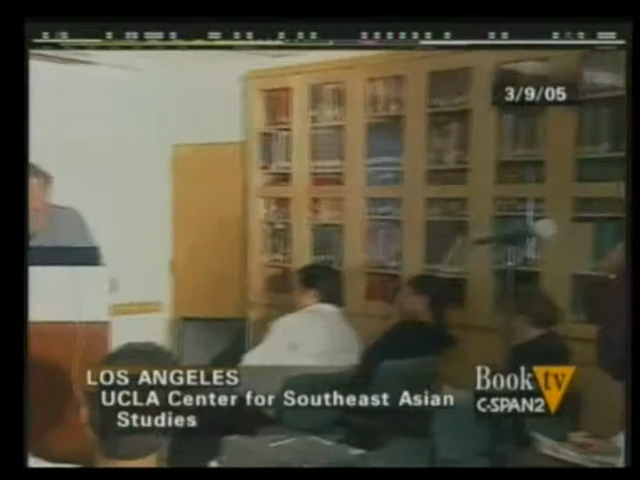 3/9/05
LOS ANGELES
UCLA Center for Southeast Asian
Studies
Book tv
C-SPAN2